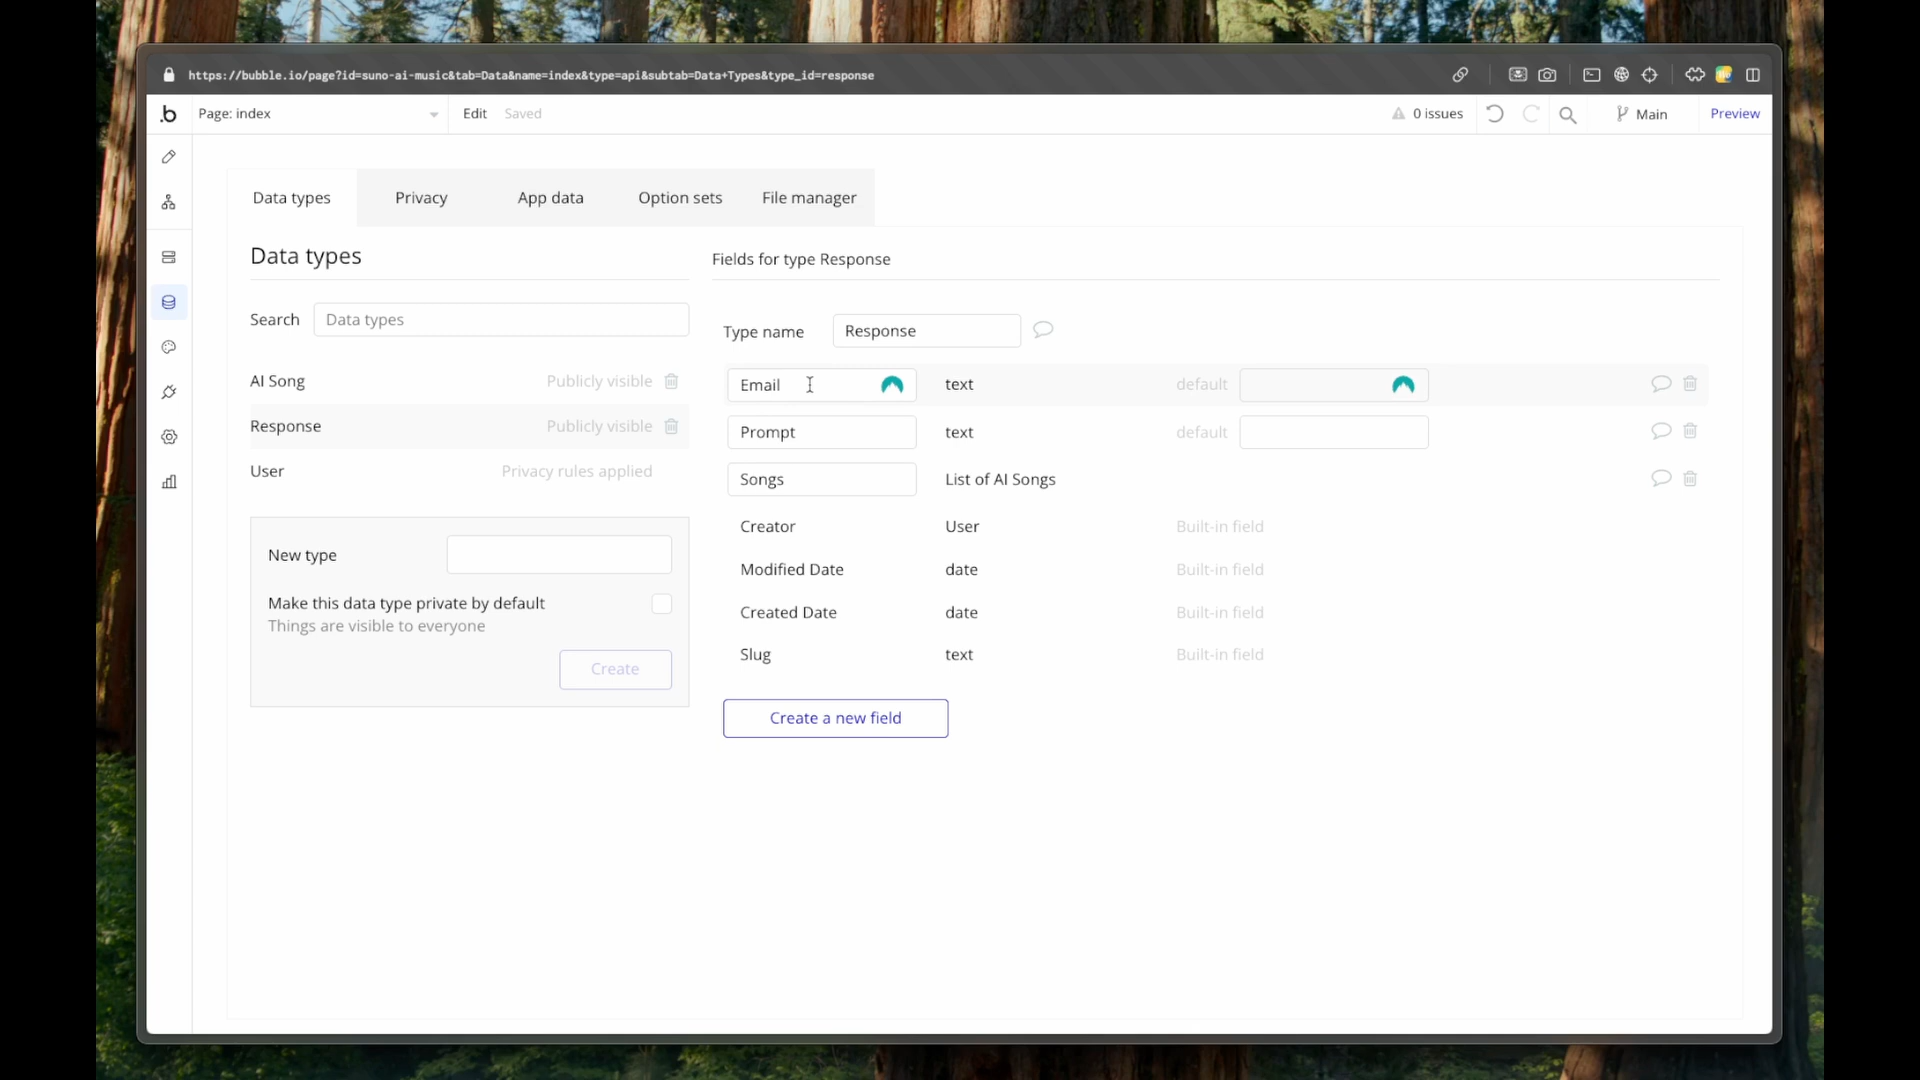 https://bubble.io/page?id=suno-ai-music&tab=Data&name=index&type=api&subtab=Data+Types&type_id=response
.b
Page: index
Edit
Saved
0 issues
Main
Preview
Data types
Privacy
App data
Option sets
File manager
Data types
Fields for type Response
Search
Data types
Type name
Response
AI Song
Publicly visible
Email
text
default
Response
Publicly visible
Prompt
text
default
User
Privacy rules applied
Songs
List of AI Songs
Creator
User
Built-in field
New type
Modified Date
date
Built-in field
Make this data type private by default
Things are visible to everyone
Created Date
date
Built-in field
Create
Slug
text
Built-in field
Create a new field